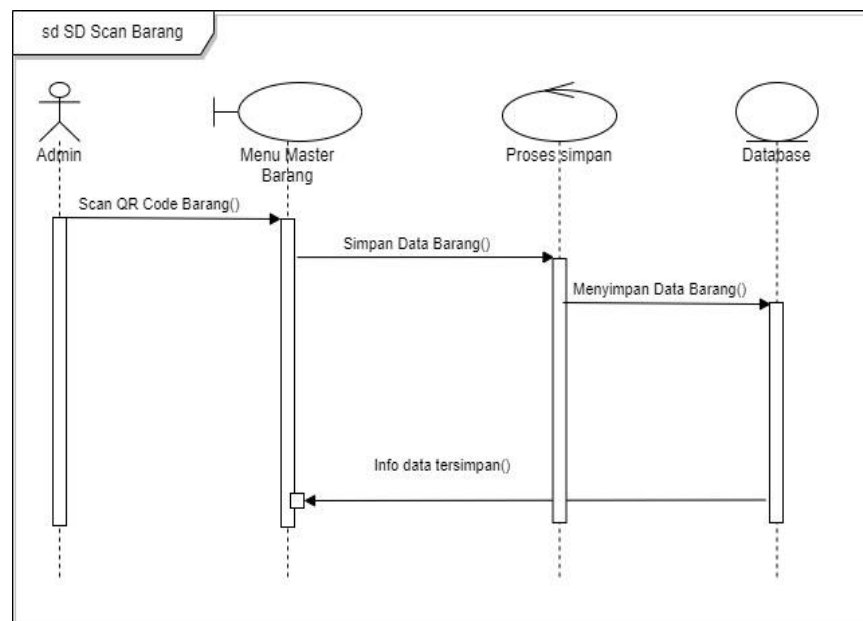 sd SD Scan Barang
Admin
Menu Master
Barang
Proses simpan
Database
Scan QR Code Barang()
Simpan Data Barang()
Menyimpan Data Barang()
Info data tersimpan()